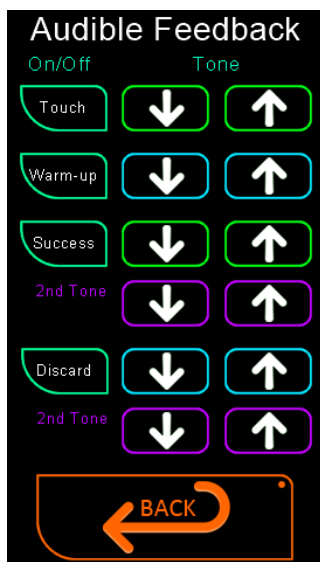 Audible Feedback
On/Off Tone
Touch
Warm-up
Success
2nd Tone
Discard
2nd Tone
BACK